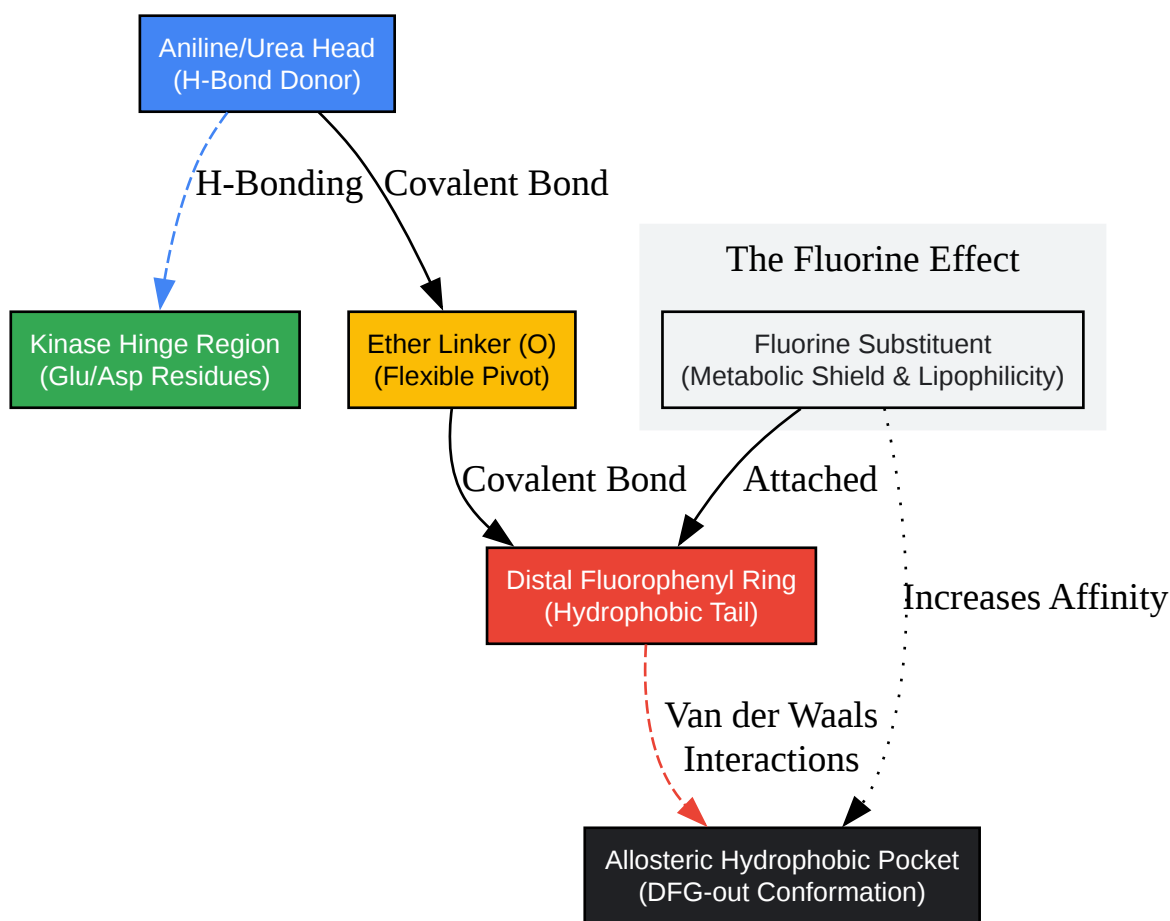 Aniline/Urea Head
(H-Bond Donor)
H-Bonding
Covalent Bond
The Fluorine Effect
Kinase Hinge Region
(Glu/Asp Residues)
Ether Linker (O)
(Flexible Pivot)
Fluorine Substituent
(Metabolic Shield & Lipophilicity)
Covalent Bond
Attached
Distal Fluorophenyl Ring
(Hydrophobic Tail)
Increases Affinity
Van der Waals
Interactions
Allosteric Hydrophobic Pocket
(DFG-out Conformation)